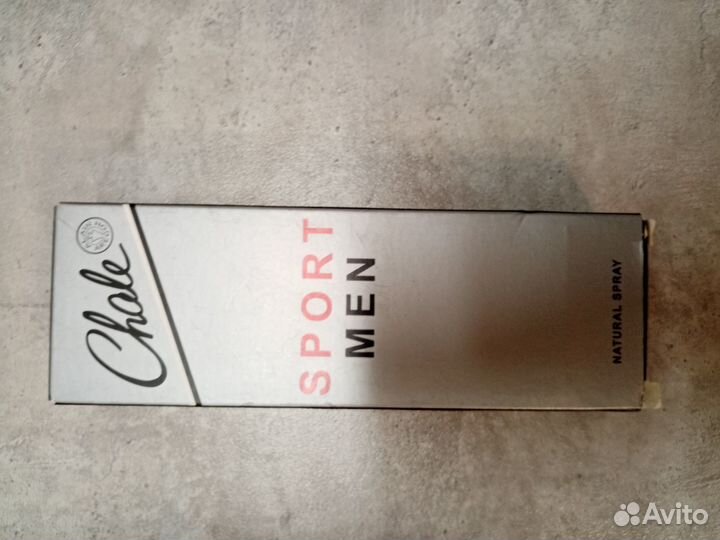 Chale
SPORT
MEN
NATURAL SPRAY
Avito